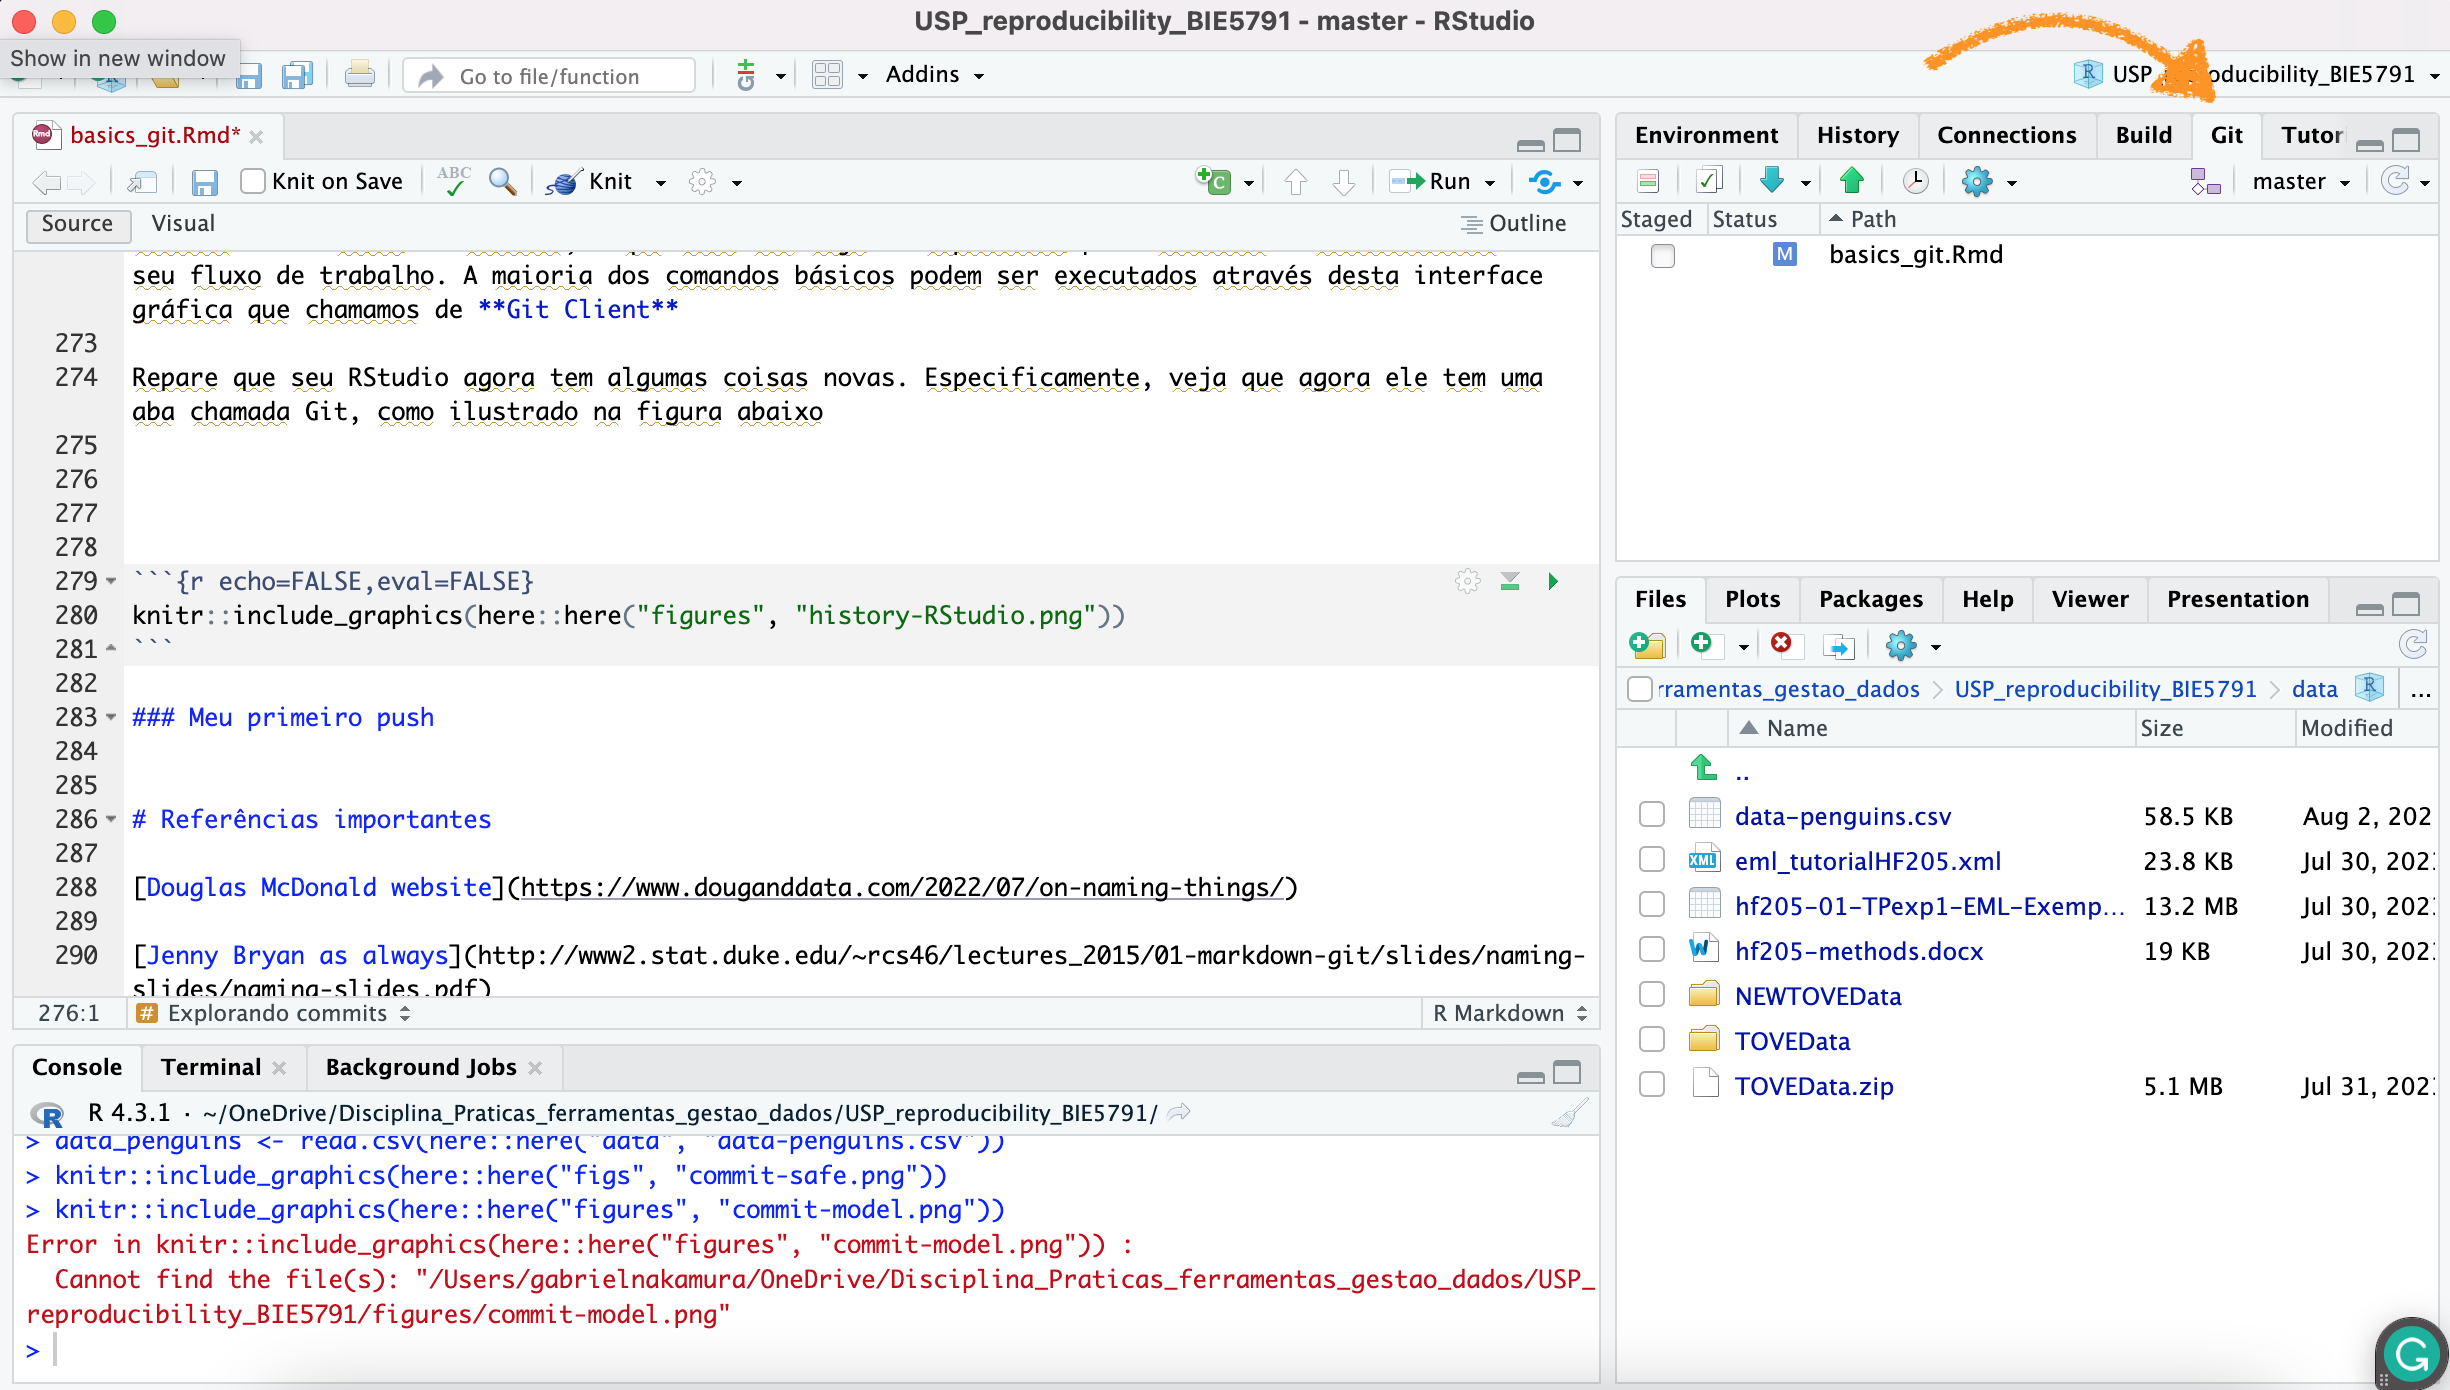 USP_reproducibility_BIE5791 - master - RStudio
Show in new window
Go to file/function
Addins
USP_reproducibility_BIE5791
basics_git.Rmd*
Knit on Save
ABC
Knit
Run
Source
Visual
Outline
seu fluxo de trabalho. A maioria dos comandos básicos podem ser executados através desta interface
gráfica que chamamos de **Git Client**
273
274 Repare que seu RStudio agora tem algumas coisas novas. Especificamente, veja que agora ele tem uma
aba chamada Git, como ilustrado na figura abaixo
275
276
277
278
279 ```{r echo=FALSE,eval=FALSE}
280 knitr::include_graphics(here::here("figures", "history-RStudio.png"))
281 ```
282
283 ### Meu primeiro push
284
285
286 # Referências importantes
287
288 [Douglas McDonald website](https://www.douganddata.com/2022/07/on-naming-things/)
289
290 [Jenny Bryan as always](http://www2.stat.duke.edu/~rcs46/lectures_2015/01-markdown-git/slides/naming-
slides/naming-slides.pdf)
276:1
# Explorando commits
R Markdown
Console
Terminal
Background Jobs
R 4.3.1 · ~/OneDrive/Disciplina_Praticas_ferramentas_gestao_dados/USP_reproducibility_BIE5791/
> data_penguins <- read.csv(here::here("data", "data-penguins.csv"))
> knitr::include_graphics(here::here("figs", "commit-safe.png"))
> knitr::include_graphics(here::here("figures", "commit-model.png"))
Error in knitr::include_graphics(here::here("figures", "commit-model.png")) :
Cannot find the file(s): "/Users/gabrielnakamura/OneDrive/Disciplina_Praticas_ferramentas_gestao_dados/USP_
reproducibility_BIE5791/figures/commit-model.png"
>
Environment
History
Connections
Build
Git
Tutor
master
Staged
Status
Path
M
basics_git.Rmd
Files
Plots
Packages
Help
Viewer
Presentation
rramentas_gestao_dados > USP_reproducibility_BIE5791 > data
...
Name
Size
Modified
..
data-penguins.csv 58.5 KB Aug 2, 202
eml_tutorialHF205.xml 23.8 KB Jul 30, 202
hf205-01-TPexp1-EML-Exemp... 13.2 MB Jul 30, 202
hf205-methods.docx 19 KB Jul 30, 202
NEWTOVEData
TOVEData
TOVEData.zip 5.1 MB Jul 31, 202